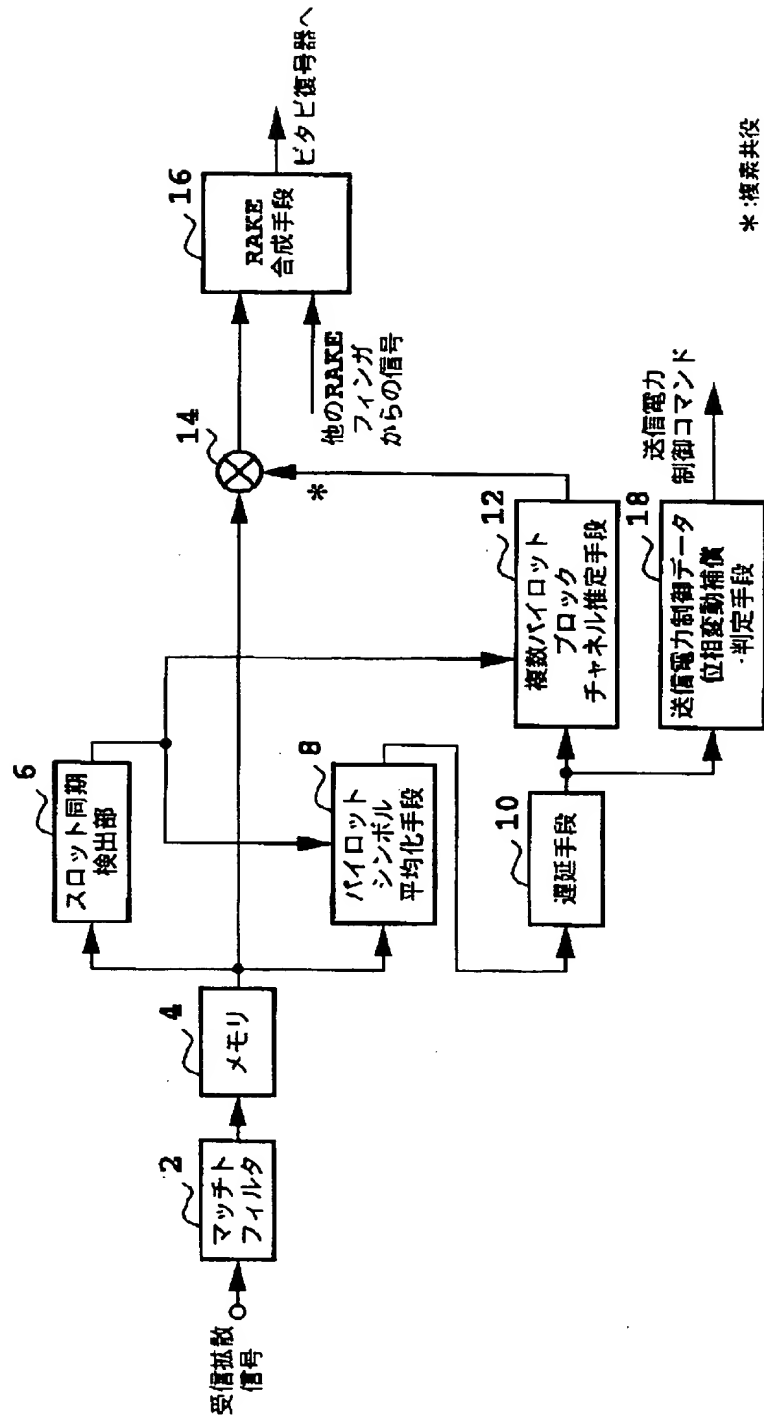 受信拡散
信号
2
マッチト
フィルタ
4
メモリ
6
スロット同期
検出部
8
パイロット
シンボル
平均化手段
10
遅延手段
12
複数パイロット
ブロック
チャネル推定手段
14
*
他のRAKE
フィンガ
からの信号
16
RAKE
合成手段
ビタビ復号器へ
18
送信電力制御データ
位相変動補償
・判定手段
送信電力
制御コマンド
*:複素共役